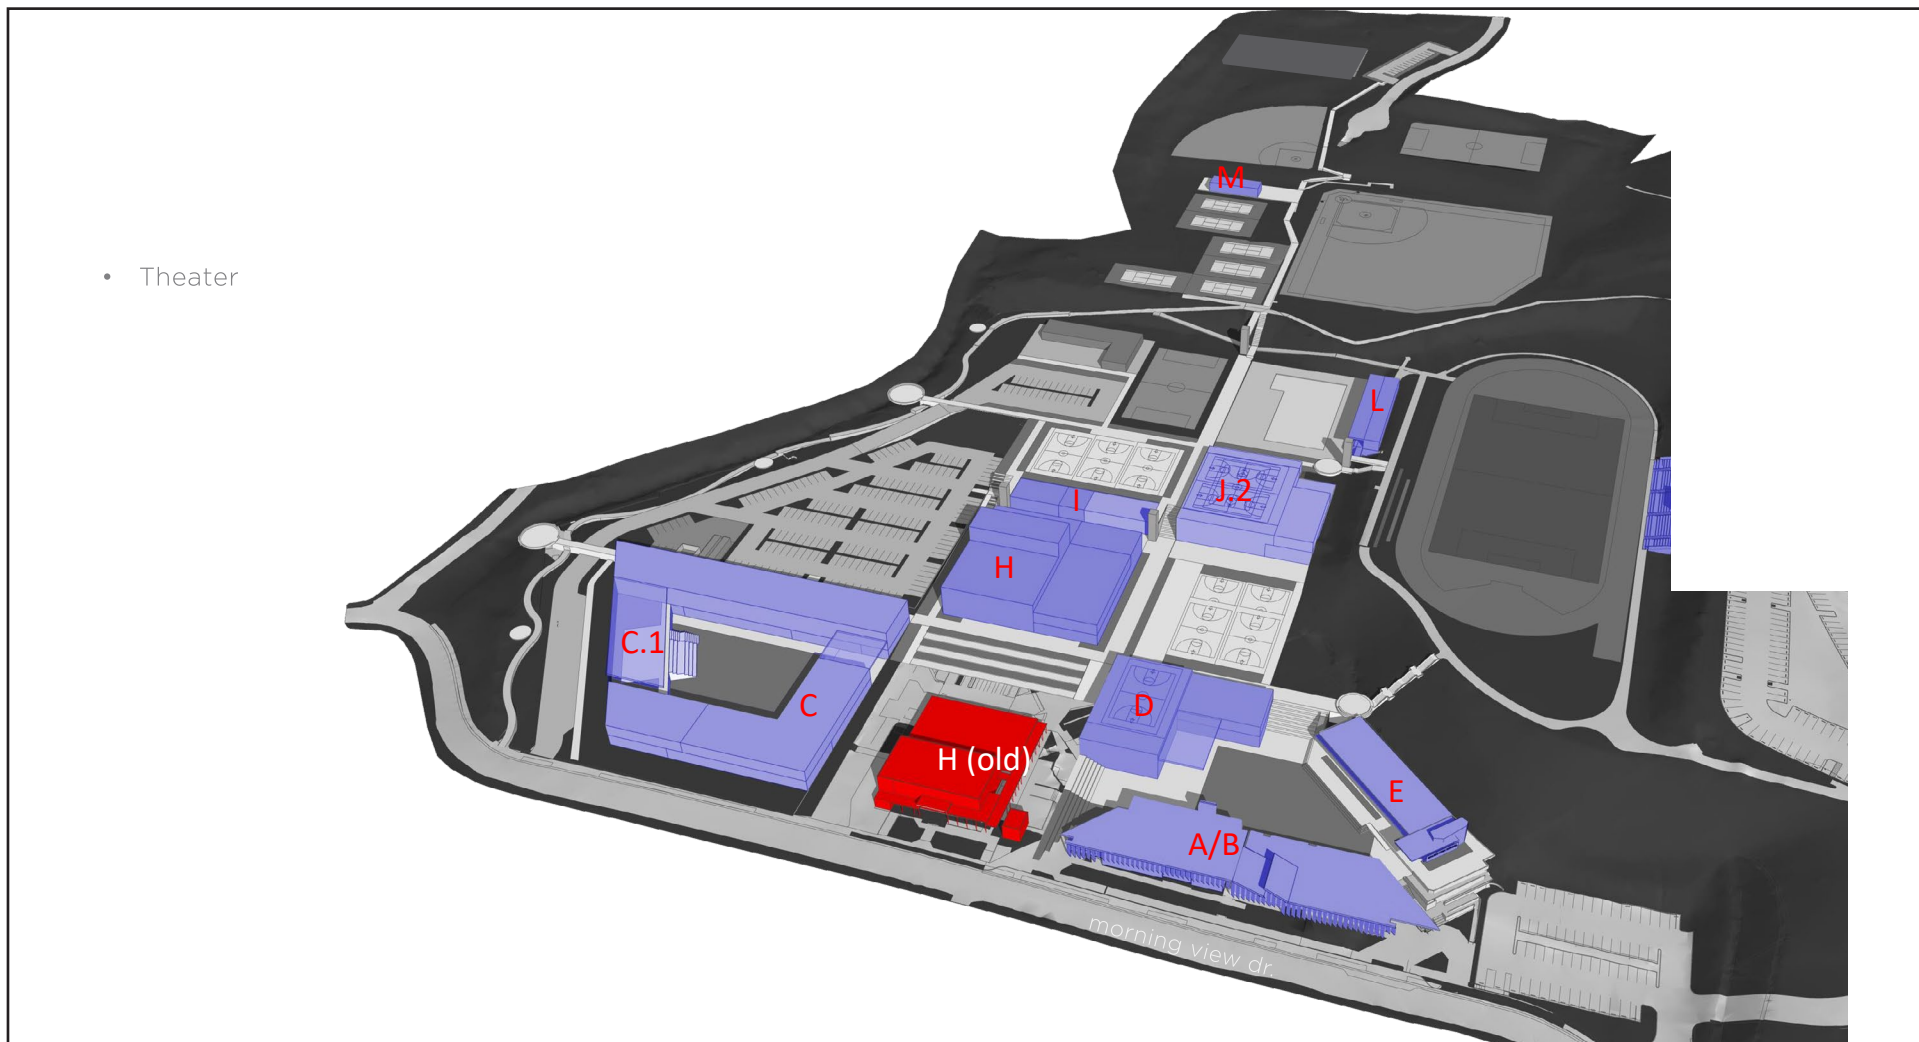 • Theater
M
L
I
J.2
H
C.1
C
D
H (old)
E
A/B
morning view dr.